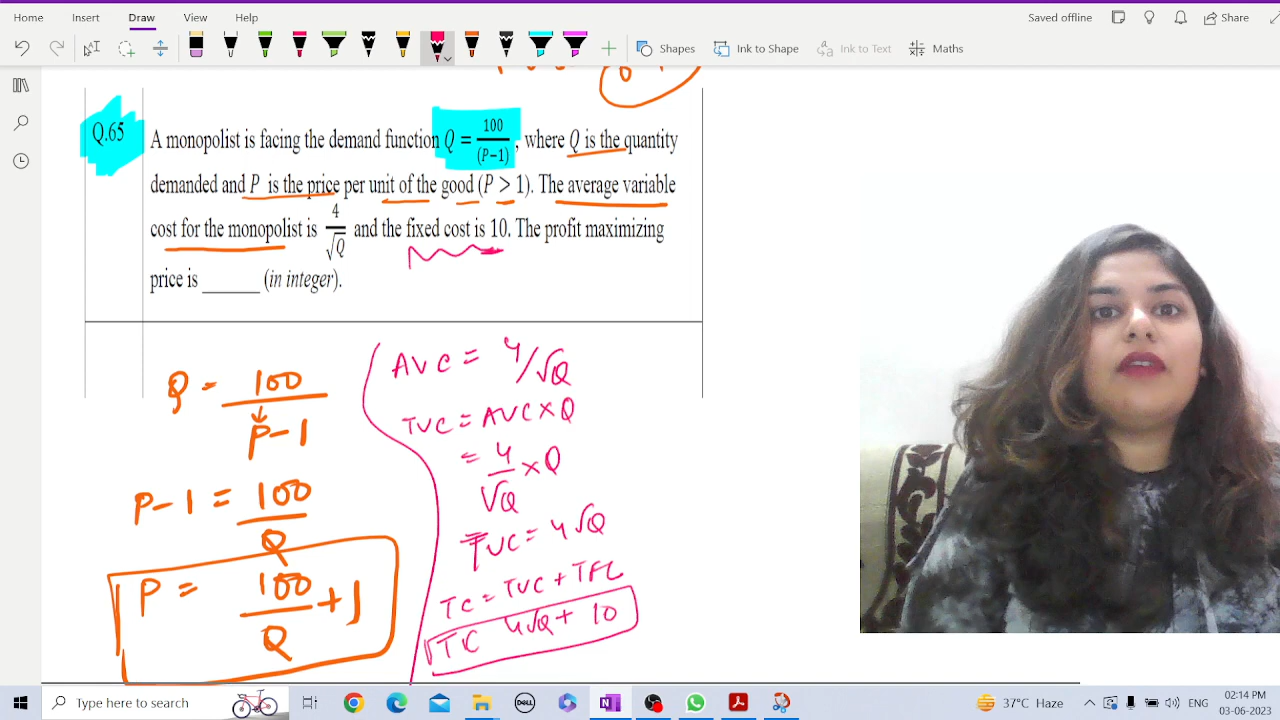 Home Insert Draw View Help Saved offline Share
Shapes Ink to Shape Ink to Text Maths
Q.65 A monopolist is facing the demand function Q = 100/(P−1), where Q is the quantity
demanded and P is the price per unit of the good (P > 1). The average variable
cost for the monopolist is 4/√Q and the fixed cost is 10. The profit maximizing
price is ______ (in integer).
Q = 100/P-1
P-1 = 100/Q
P = 100/Q + 1
AVC = 4/√Q
TVC = AVC × Q
= 4/√Q × Q
TVC = 4√Q
TC = TVC + TFC
TC 4√Q + 10
Type here to search
DELL
37°C Haze
02:14 PM
03-06-2023